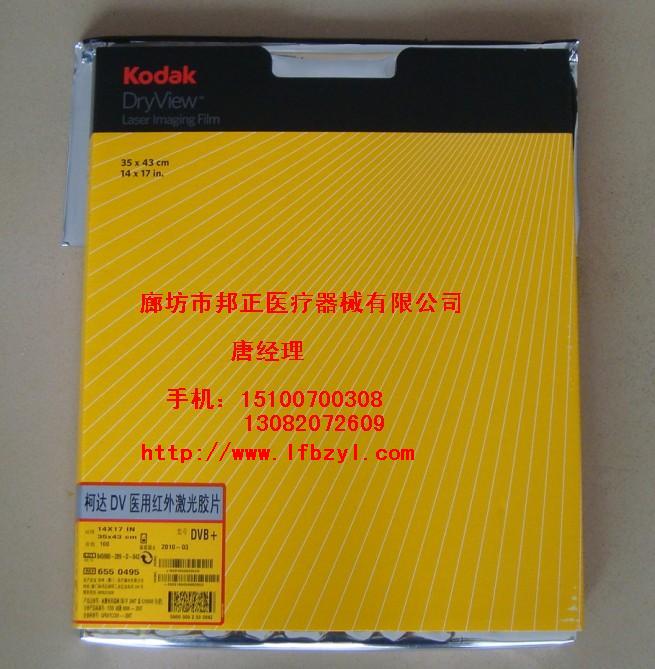 Kodak
DryView™
Laser Imaging Film
35 x 43 cm
14 x 17 in.
廊坊市邦正医疗器械有限公司
唐经理
手机：15100700308
13082072609
http://www.lfbzyl.com
柯达 DV 医用红外激光胶片
14X17 IN
35x43 cm
DVB+
2010-03
REF 655 0495